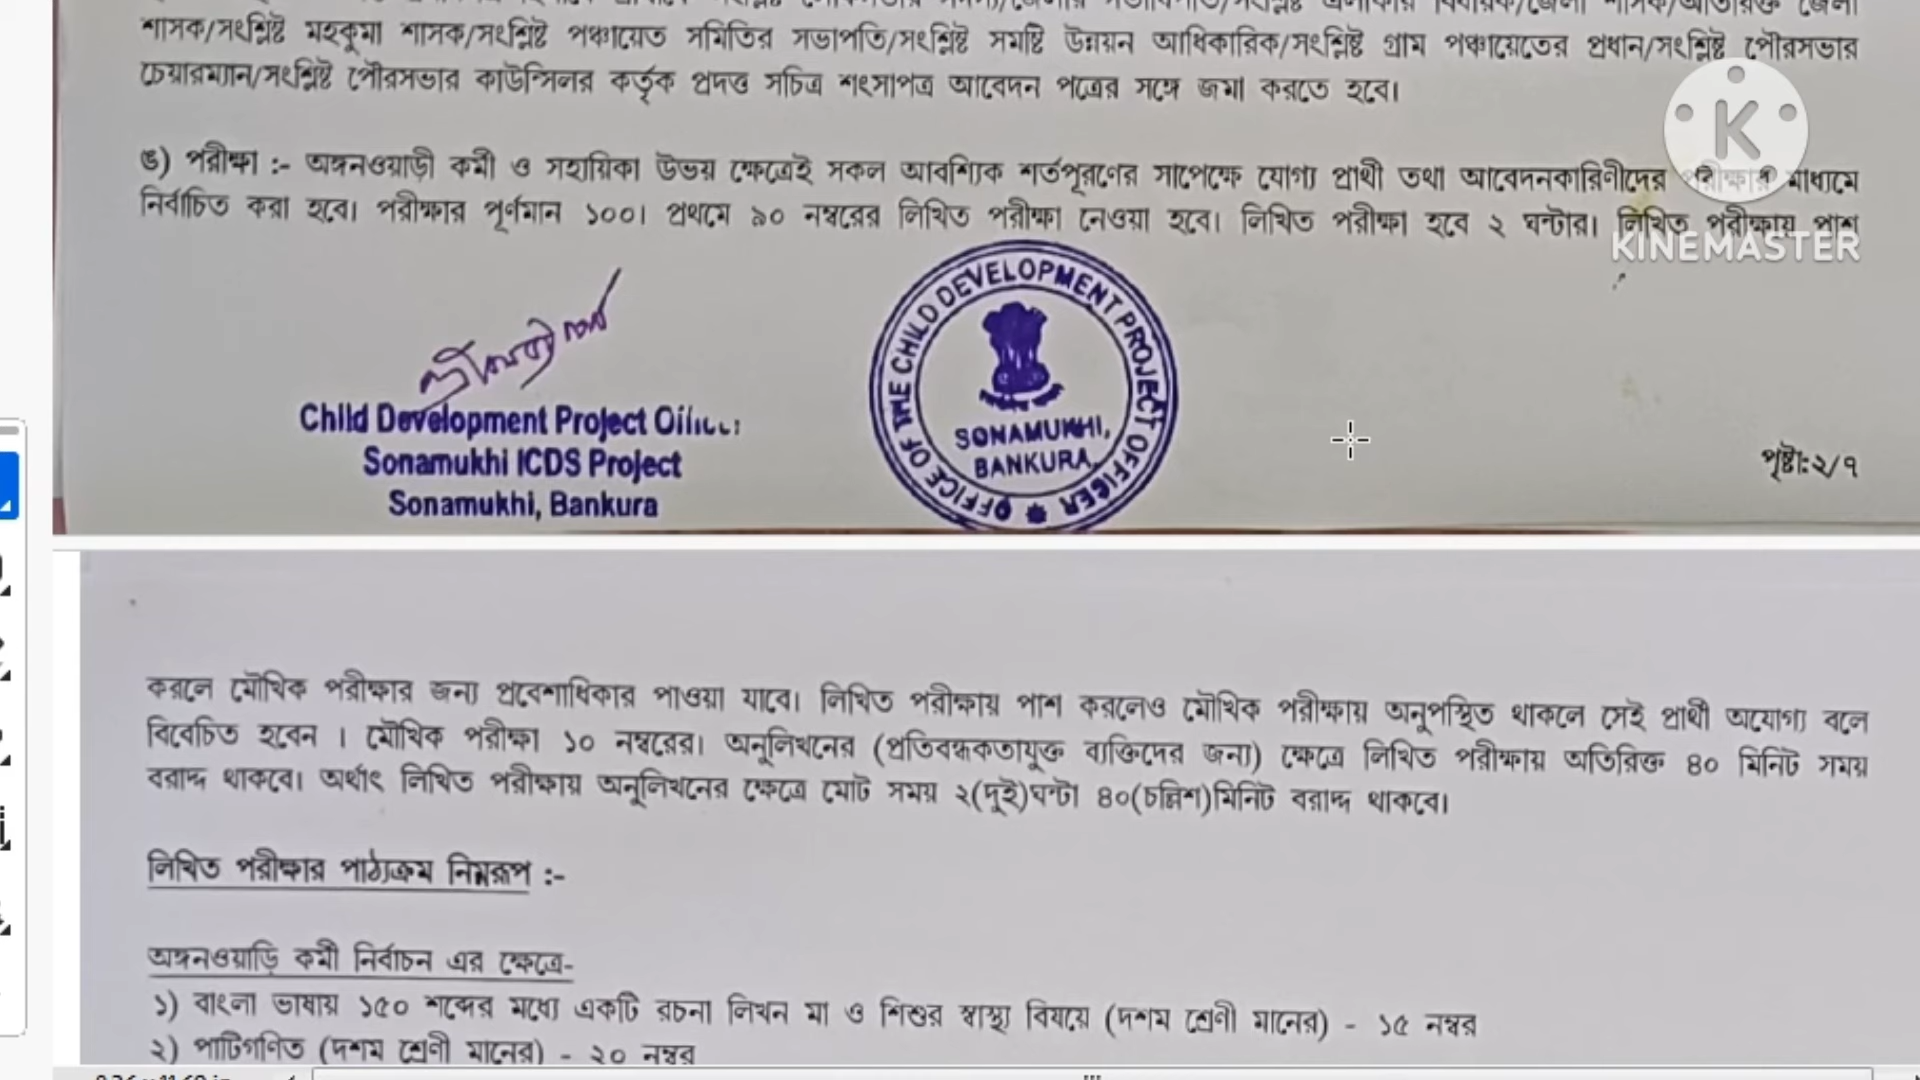 শাসক/সংশ্লিষ্ট মহকুমা শাসক/সংশ্লিষ্ট পঞ্চায়েত সমিতির সভাপতি/সংশ্লিষ্ট সমষ্টি উন্নয়ন আধিকারিক/সংশ্লিষ্ট গ্রাম পঞ্চায়েতের প্রধান/সংশ্লিষ্ট পৌরসভার
চেয়ারম্যান/সংশ্লিষ্ট পৌরসভার কাউন্সিলর কর্তৃক প্রদত্ত সচিত্র শংসাপত্র আবেদন পত্রের সঙ্গে জমা করতে হবে।
K
ঙ) পরীক্ষা :- অঙ্গনওয়াড়ী কর্মী ও সহায়িকা উভয় ক্ষেত্রেই সকল আবশ্যিক শর্তপূরণের সাপেক্ষে যোগ্য প্রার্থী তথা আবেদনকারিণীদের পরীক্ষার মাধ্যমে
নির্বাচিত করা হবে। পরীক্ষার পূর্ণমান ১০০। প্রথমে ৯০ নম্বরের লিখিত পরীক্ষা নেওয়া হবে। লিখিত পরীক্ষা হবে ২ ঘন্টার। লিখিত পরীক্ষায় পাশ
KINEMASTER
Child Development Project
Sonamukhi ICDS Project
Sonamukhi, Bankura
OFFICE OF THE CHILD DEVELOPMENT PROJECT OFFICER
SONAMUKHI,
BANKURA
পৃষ্টা:২/৭
করলে মৌখিক পরীক্ষার জন্য প্রবেশাধিকার পাওয়া যাবে। লিখিত পরীক্ষায় পাশ করলেও মৌখিক পরীক্ষায় অনুপস্থিত থাকলে সেই প্রার্থী অযোগ্য বলে
বিবেচিত হবেন । মৌখিক পরীক্ষা ১০ নম্বরের। অনুলিখনের (প্রতিবন্ধকতাযুক্ত ব্যক্তিদের জন্য) ক্ষেত্রে লিখিত পরীক্ষায় অতিরিক্ত ৪০ মিনিট সময়
বরাদ্দ থাকবে। অর্থাৎ লিখিত পরীক্ষায় অনুলিখনের ক্ষেত্রে মোট সময় ২(দুই)ঘন্টা ৪০(চল্লিশ)মিনিট বরাদ্দ থাকবে।
লিখিত পরীক্ষার পাঠ্যক্রম নিম্নরূপ :-
অঙ্গনওয়াড়ি কর্মী নির্বাচন এর ক্ষেত্রে-
১) বাংলা ভাষায় ১৫০ শব্দের মধ্যে একটি রচনা লিখন মা ও শিশুর স্বাস্থ্য বিষয়ে (দশম শ্রেণী মানের) - ১৫ নম্বর
২) পাটিগণিত (দশম শ্রেণী মানের) - ২০ নম্বর